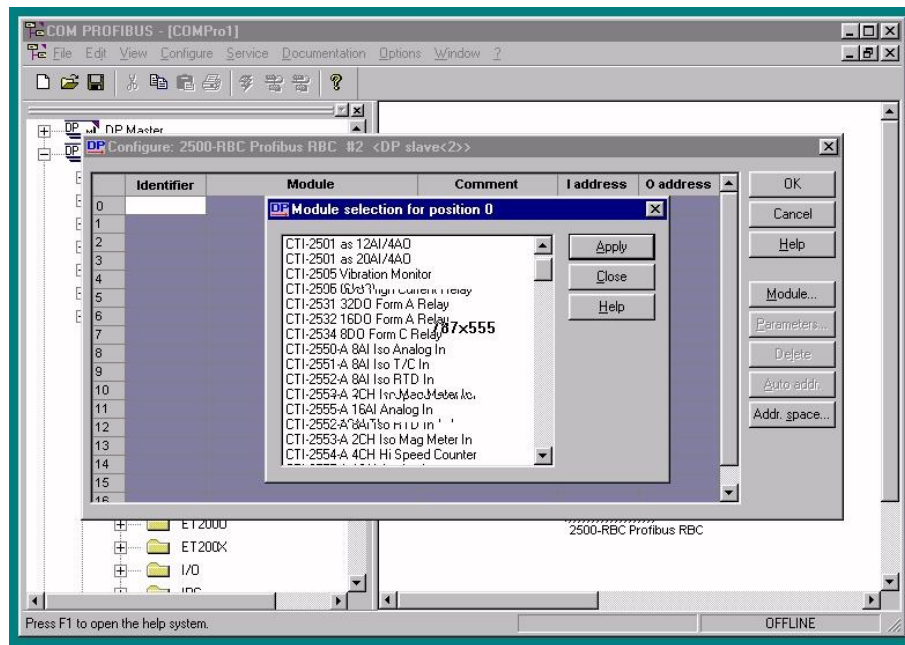 COM PROFIBUS - [COMPro1]
File Edit View Configure Service Documentation Options Window ?
DP Master
Configure: 2500-RBC Profibus RBC #2 <DP slave<2>>
Identifier Module Comment I address O address
OK
Cancel
Help
Module...
Parameters...
Delete
Auto addr.
Addr. space...
0
1
2
3
4
5
6
7
8
9
10
11
12
13
14
15
16
Module selection for position 0
CTI-2501 as 12AI/4AO
CTI-2501 as 20AI/4AO
CTI-2505 Vibration Monitor
CTI-2531 32DO Form A Relay
CTI-2532 16DO Form A Relay
CTI-2534 8DO Form C Relay
787x555
CTI-2550-A 8AI Iso Analog In
CTI-2551-A 8AI Iso T/C In
CTI-2552-A 8AI Iso RTD In
CTI-2555-A 16AI Analog In
CTI-2553-A 2CH Iso Mag Meter In
CTI-2554-A 4CH Hi Speed Counter
Apply
Close
Help
ET200U
ET200X
I/O
2500-RBC Profibus RBC
Press F1 to open the help system.
OFFLINE